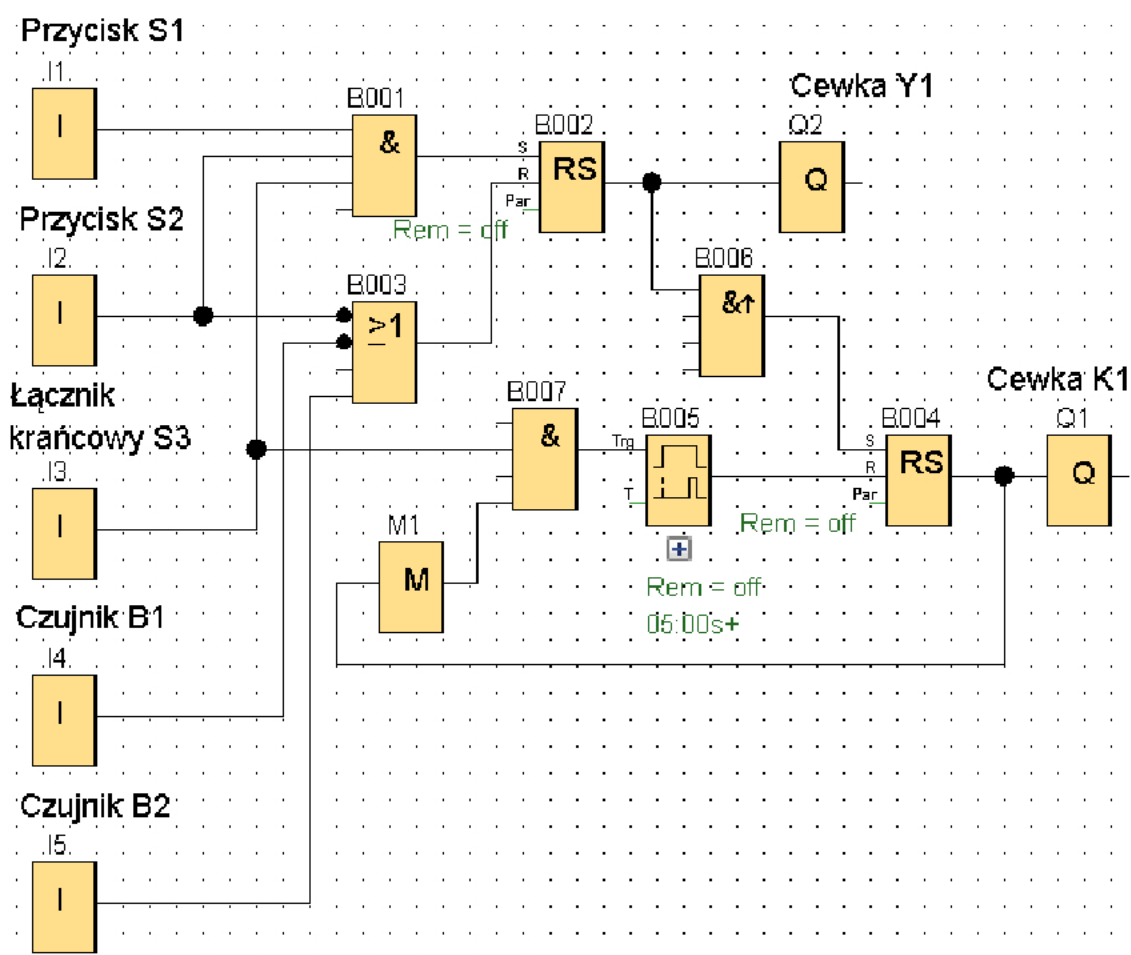 Przycisk S1
I1
I
B001
&
B002
S
R
Par
RS
Rem = off
Cewka Y1
Q2
Q
Przycisk S2
I2
I
B003
≥1
B006
&↑
Łącznik
krańcowy S3
I3
I
B007
&
B005
Trg
T
Rem = off
05:00s+
B004
S
R
Par
RS
Rem = off
Cewka K1
Q1
Q
M1
M
Czujnik B1
I4
I
Czujnik B2
I5
I